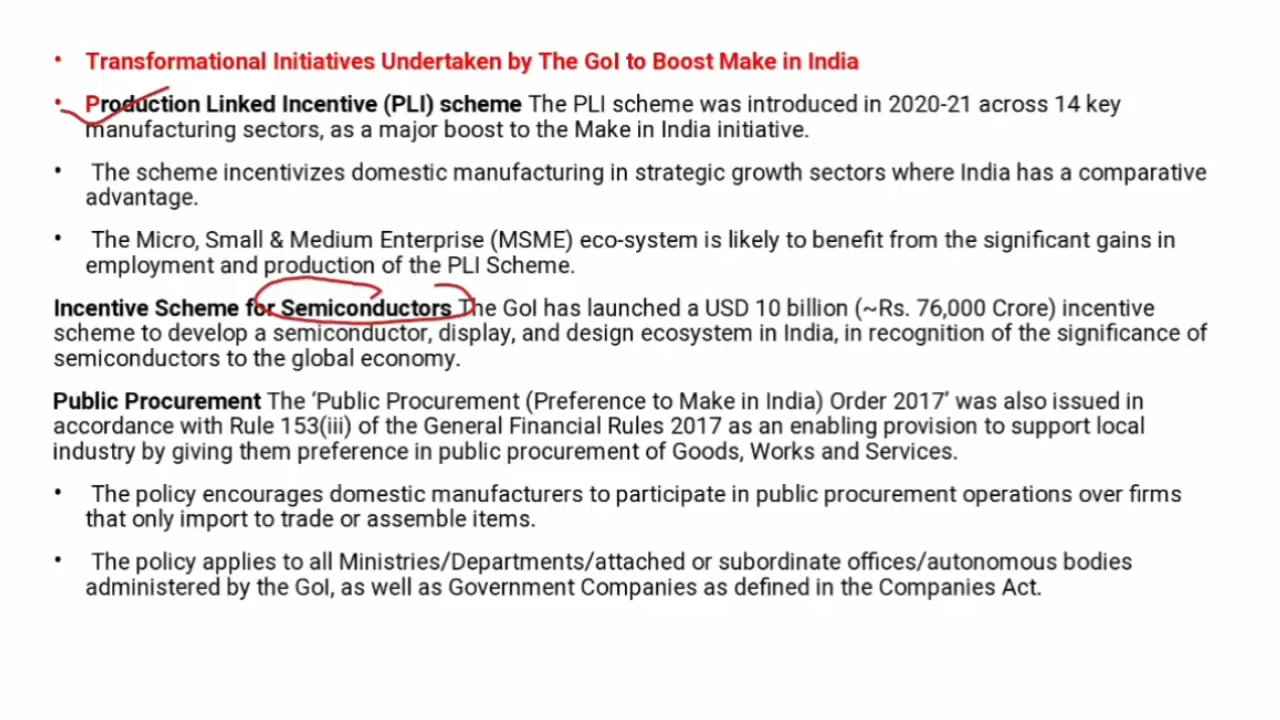 • Transformational Initiatives Undertaken by The GoI to Boost Make in India
• Production Linked Incentive (PLI) scheme The PLI scheme was introduced in 2020-21 across 14 key
manufacturing sectors, as a major boost to the Make in India initiative.
• The scheme incentivizes domestic manufacturing in strategic growth sectors where India has a comparative
advantage.
• The Micro, Small & Medium Enterprise (MSME) eco-system is likely to benefit from the significant gains in
employment and production of the PLI Scheme.
Incentive Scheme for Semiconductors The GoI has launched a USD 10 billion (~Rs. 76,000 Crore) incentive
scheme to develop a semiconductor, display, and design ecosystem in India, in recognition of the significance of
semiconductors to the global economy.
Public Procurement The ‘Public Procurement (Preference to Make in India) Order 2017’ was also issued in
accordance with Rule 153(iii) of the General Financial Rules 2017 as an enabling provision to support local
industry by giving them preference in public procurement of Goods, Works and Services.
• The policy encourages domestic manufacturers to participate in public procurement operations over firms
that only import to trade or assemble items.
• The policy applies to all Ministries/Departments/attached or subordinate offices/autonomous bodies
administered by the GoI, as well as Government Companies as defined in the Companies Act.